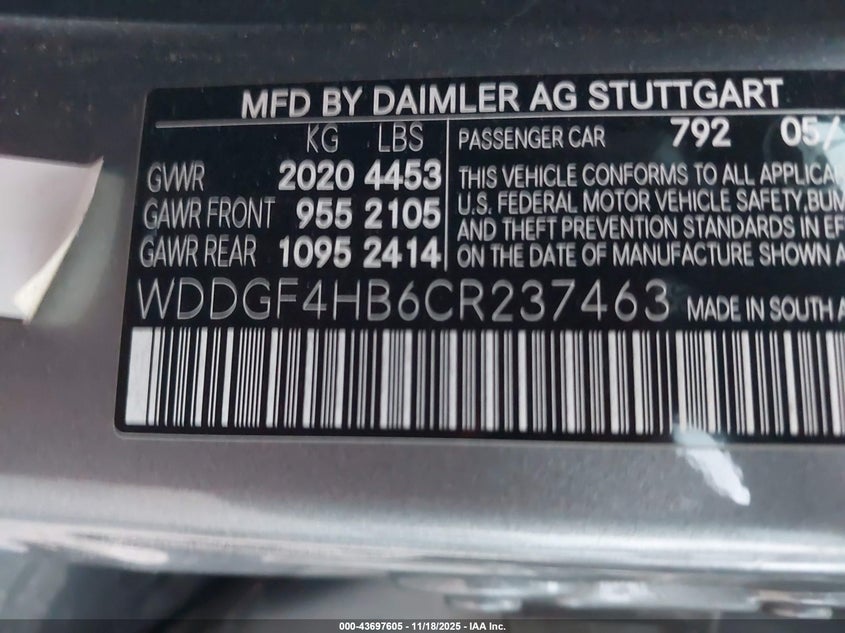 MFD BY DAIMLER AG STUTTGART
KG LBS
GVWR 2020 4453
GAWR FRONT 955 2105
GAWR REAR 1095 2414
PASSENGER CAR 792 05/
THIS VEHICLE CONFORMS TO ALL APPLICA
U.S. FEDERAL MOTOR VEHICLE SAFETY,BUM
AND THEFT PREVENTION STANDARDS IN EF
ON THE DATE OF MANUFACTURE SHOWN A
WDDGF4HB6CR237463 MADE IN SOUTH A
000-43697605 - 11/18/2025 - IAA Inc.